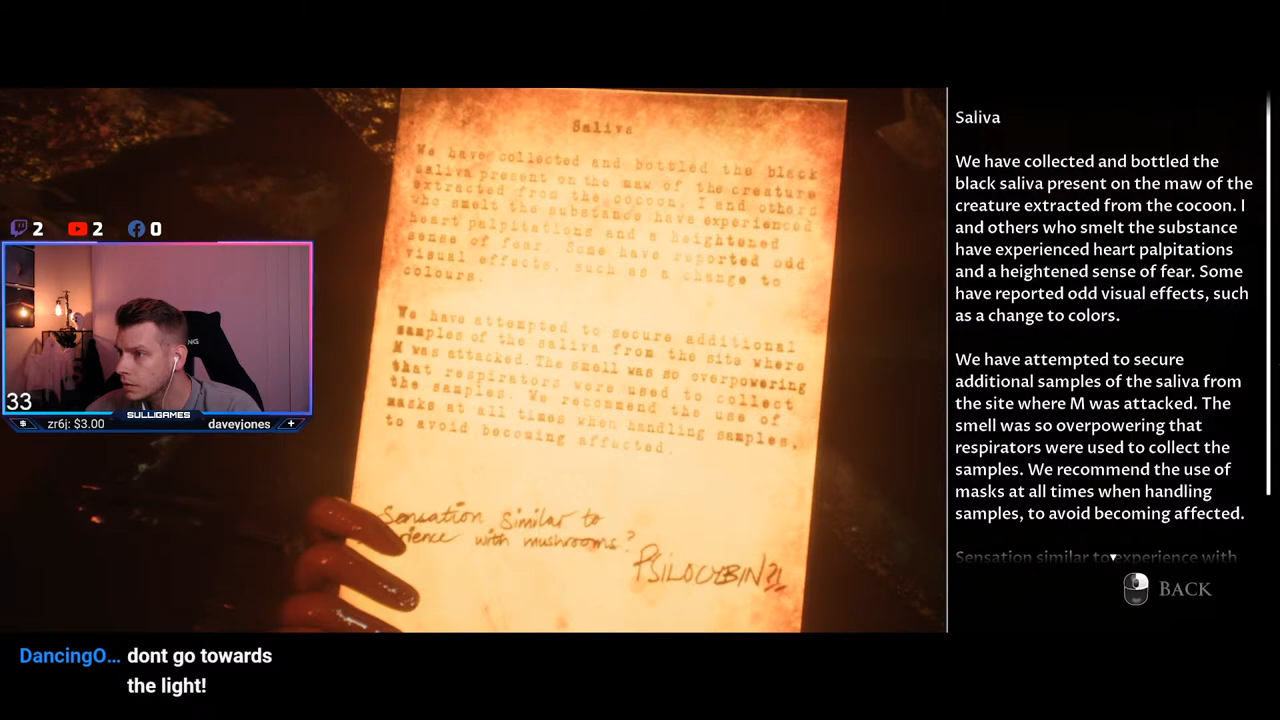 Saliva
We have collected and bottled the black
saliva present on the maw of the creature
extracted from the cocoon. I and others
who smelt the substance have experienced
heart palpitations and a heightened
sense of fear. Some have reported odd
visual effects, such as a change to
colours.
We have attempted to secure additional
samples of the saliva from the site where
M was attacked. The smell was so overpowering
that respirators were used to collect
the samples. We recommend the use of
masks at all times when handling samples,
to avoid becoming affected.
Sensation similar to
rience with mushrooms?
PSILOCYBIN?!
Saliva
We have collected and bottled the
black saliva present on the maw of the
creature extracted from the cocoon. I
and others who smelt the substance
have experienced heart palpitations
and a heightened sense of fear. Some
have reported odd visual effects, such
as a change to colors.
We have attempted to secure
additional samples of the saliva from
the site where M was attacked. The
smell was so overpowering that
respirators were used to collect the
samples. We recommend the use of
masks at all times when handling
samples, to avoid becoming affected.
Sensation similar to experience with
BACK
2 2 0
NG
33
SULLIGAMES
$ zr6j: $3.00 daveyjones +
DancingO... dont go towards
the light!